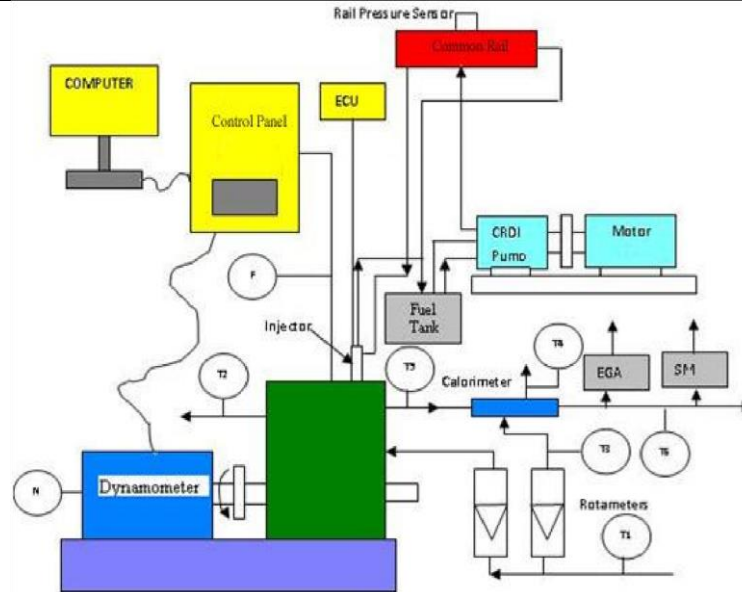 Rail Pressure Sensor
Common Rail
COMPUTER
Control Panel
ECU
CRDI
Pump
Motor
F
Fuel
Tank
Injector
T2
T5
T4
Calorimeter
EGA
SM
T3
T6
N
Dynamometer
Rotameters
T1